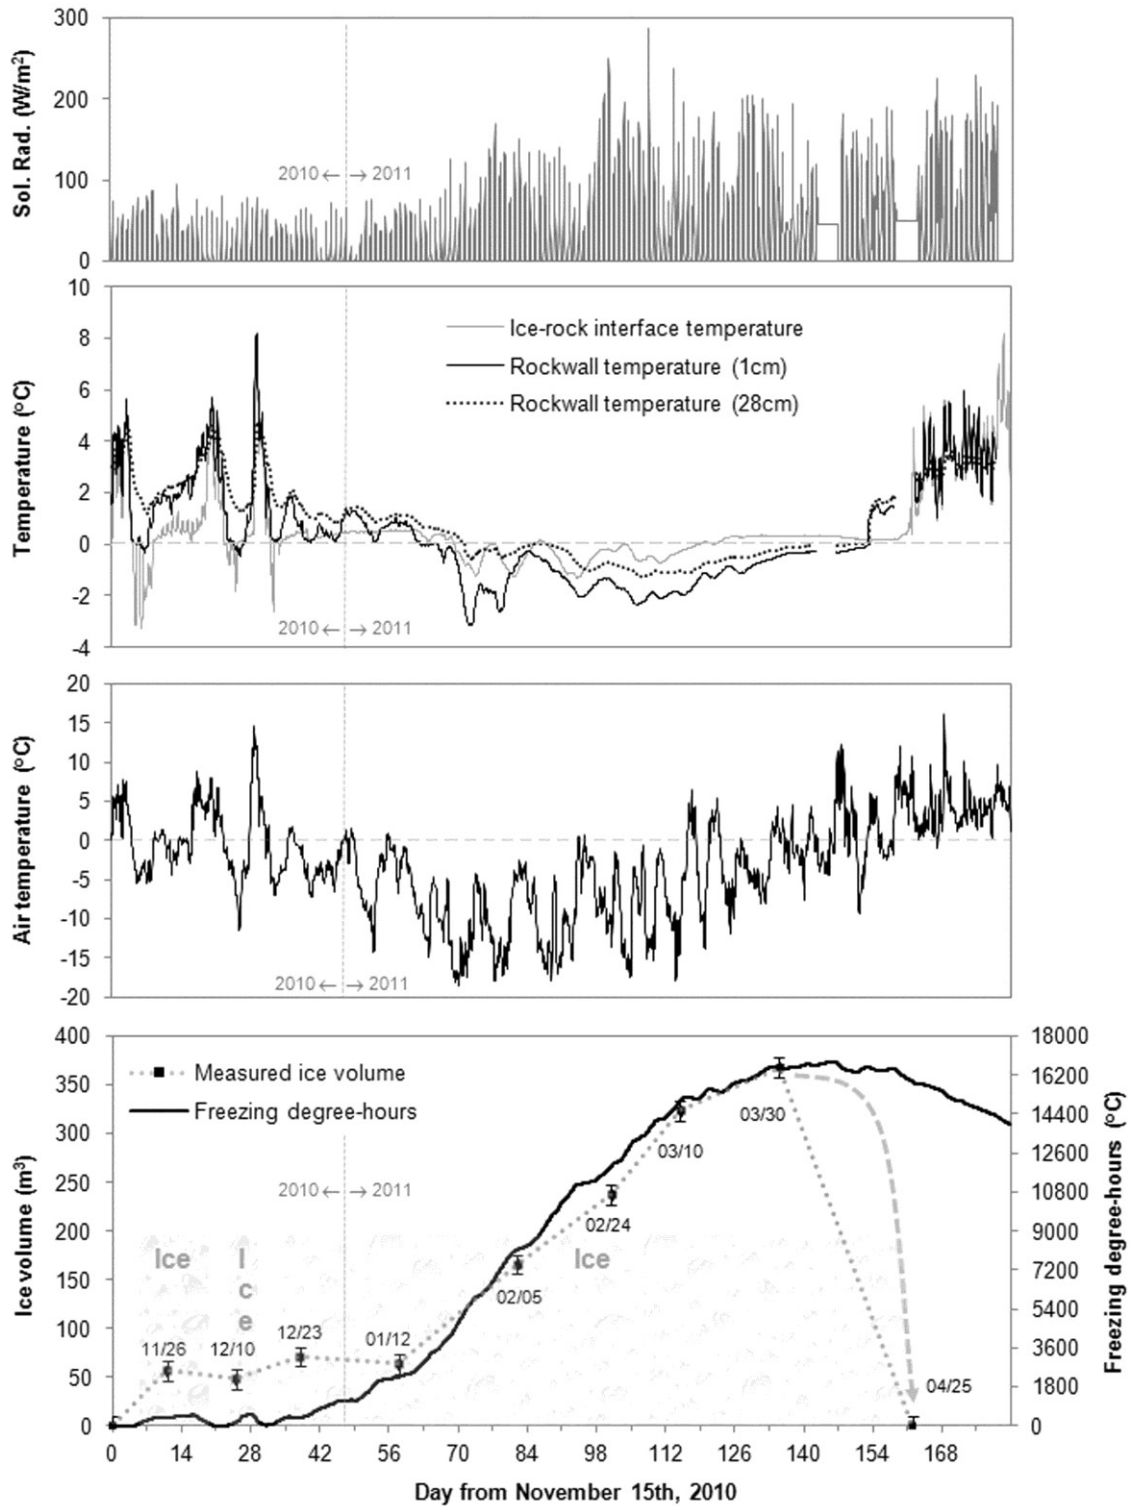 300
200
100
0
Sol. Rad. (W/m²)
2010 ← → 2011
10
8
6
4
2
0
-2
-4
Temperature (°C)
Ice-rock interface temperature
Rockwall temperature (1cm)
Rockwall temperature (28cm)
2010 ← → 2011
20
15
10
5
0
-5
-10
-15
-20
Air temperature (°C)
2010 ← → 2011
400
350
300
250
200
150
100
50
0
Ice volume (m³)
Measured ice volume
Freezing degree-hours
2010 ← → 2011
Ice
Ice
Ice
11/26
12/10
12/23
01/12
02/05
02/24
03/10
03/30
04/25
18000
16200
14400
12600
10800
9000
7200
5400
3600
1800
0
Freezing degree-hours (°C)
0 14 28 42 56 70 84 98 112 126 140 154 168
Day from November 15th, 2010